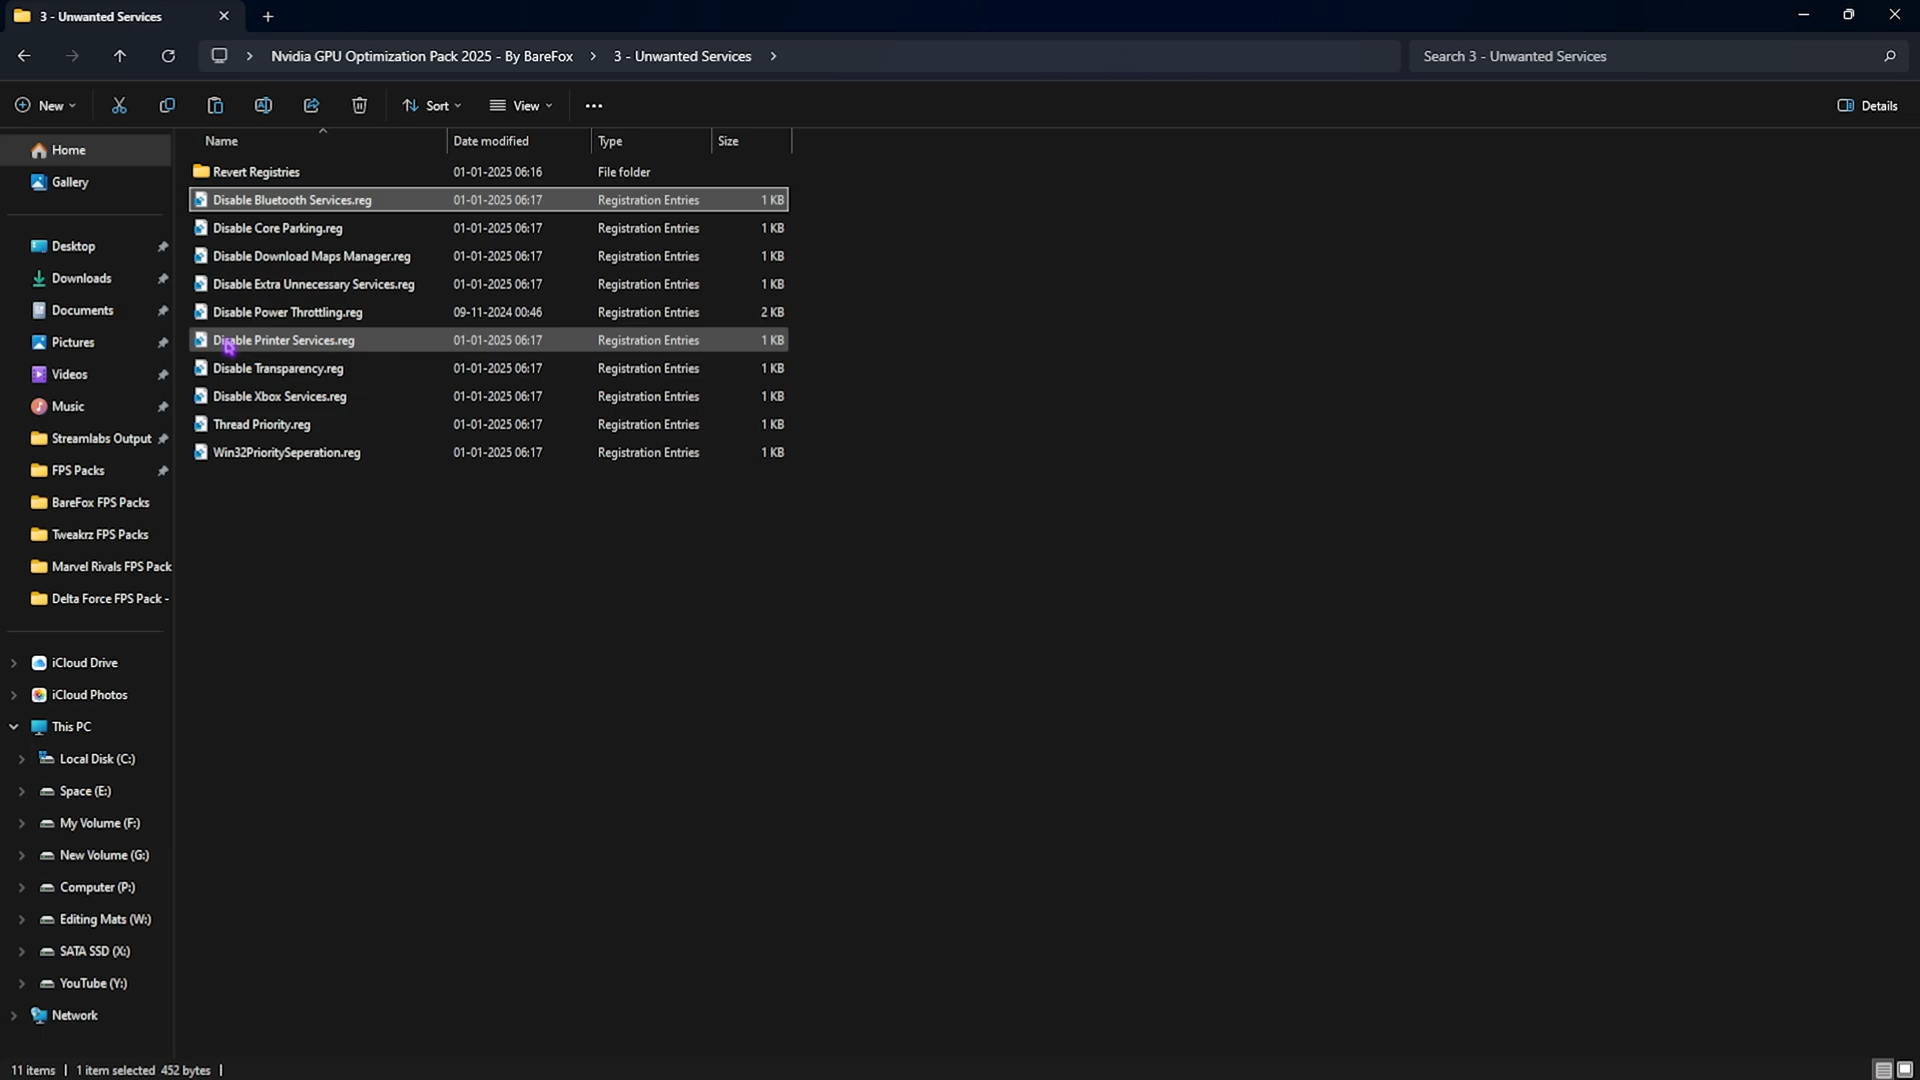 3 - Unwanted Services
Nvidia GPU Optimization Pack 2025 - By BareFox > 3 - Unwanted Services >
Search 3 - Unwanted Services
New
Sort
View
Details
Name Date modified Type Size
Revert Registries 01-01-2025 06:16 File folder
Disable Bluetooth Services.reg 01-01-2025 06:17 Registration Entries 1 KB
Disable Core Parking.reg 01-01-2025 06:17 Registration Entries 1 KB
Disable Download Maps Manager.reg 01-01-2025 06:17 Registration Entries 1 KB
Disable Extra Unnecessary Services.reg 01-01-2025 06:17 Registration Entries 1 KB
Disable Power Throttling.reg 09-11-2024 00:46 Registration Entries 2 KB
Disable Printer Services.reg 01-01-2025 06:17 Registration Entries 1 KB
Disable Transparency.reg 01-01-2025 06:17 Registration Entries 1 KB
Disable Xbox Services.reg 01-01-2025 06:17 Registration Entries 1 KB
Thread Priority.reg 01-01-2025 06:17 Registration Entries 1 KB
Win32PrioritySeperation.reg 01-01-2025 06:17 Registration Entries 1 KB
Home
Gallery
Desktop
Downloads
Documents
Pictures
Videos
Music
Streamlabs Output
FPS Packs
BareFox FPS Packs
Tweakrz FPS Packs
Marvel Rivals FPS Pack
Delta Force FPS Pack -
iCloud Drive
iCloud Photos
This PC
Local Disk (C:)
Space (E:)
My Volume (F:)
New Volume (G:)
Computer (P:)
Editing Mats (W:)
SATA SSD (X:)
YouTube (Y:)
Network
11 items | 1 item selected 452 bytes |